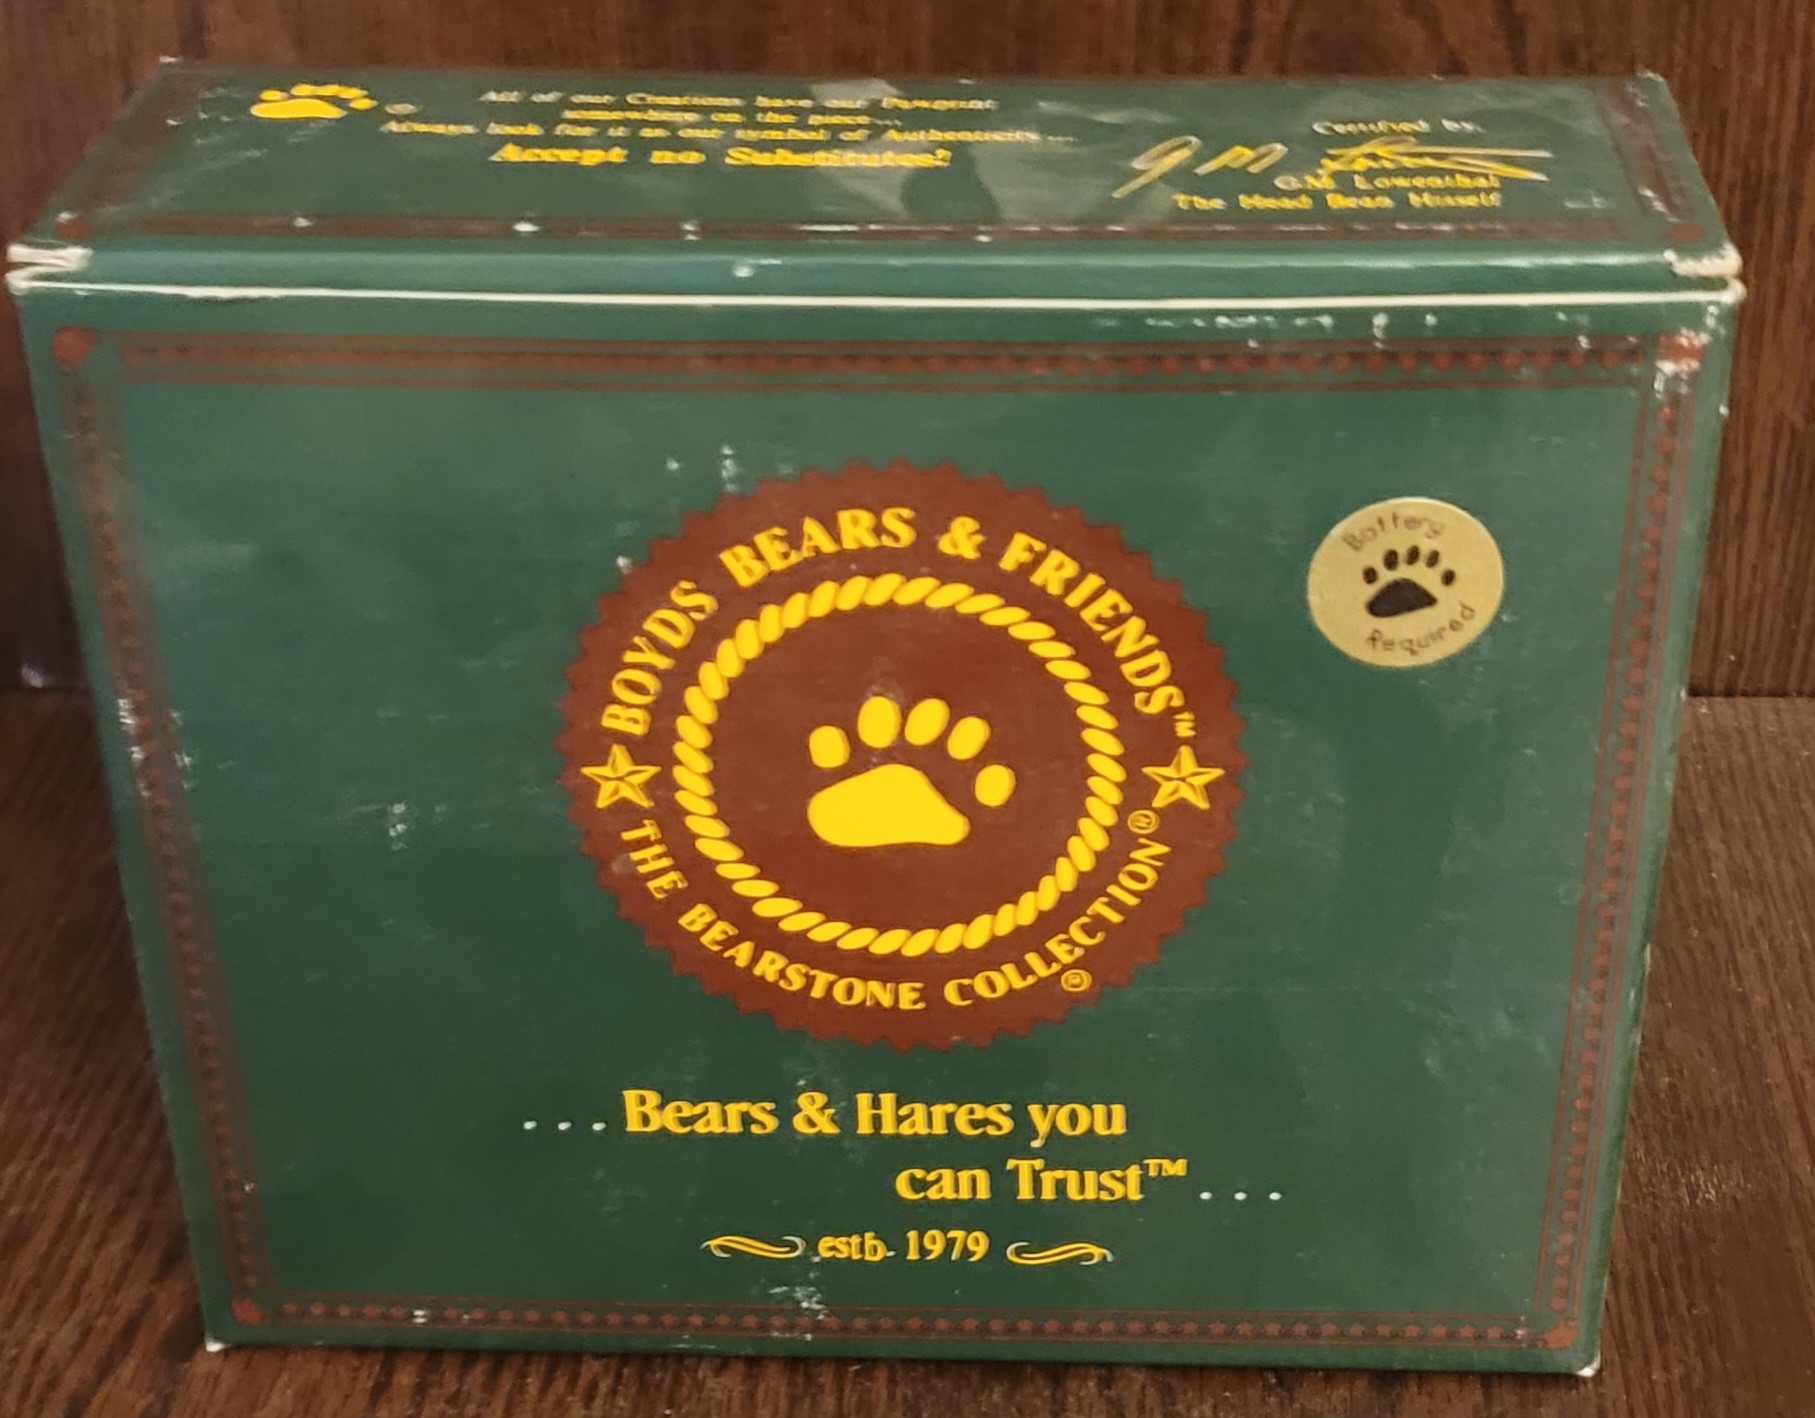 All of our Creations have our Pawprint
somewhere on the piece...
Always look for it as our symbol of Authenticity....
Accept no Substitutes!
Certified by:
G.M. Lowenthal
The Head Bean Hisself
BOYDS BEARS & FRIENDS™
THE BEARSTONE COLLECTION®
®
Battery
Required
...Bears & Hares you
can Trust™...
estb. 1979